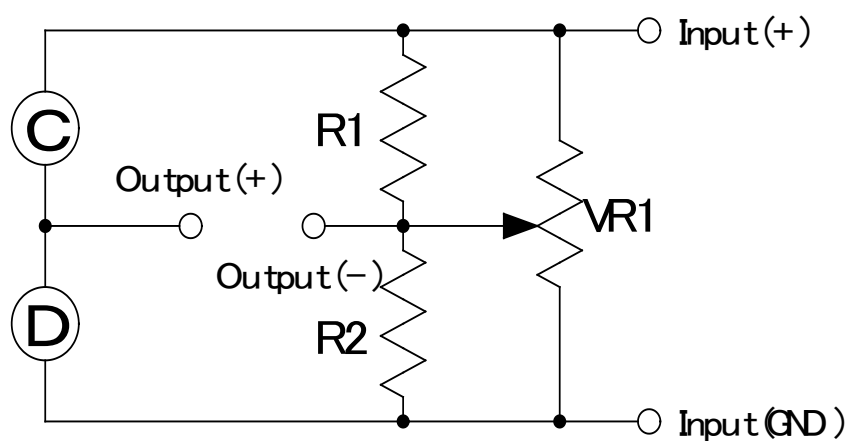 Input(+)
C
R1
Output(+)
VR1
Output(−)
D
R2
Input(GND)